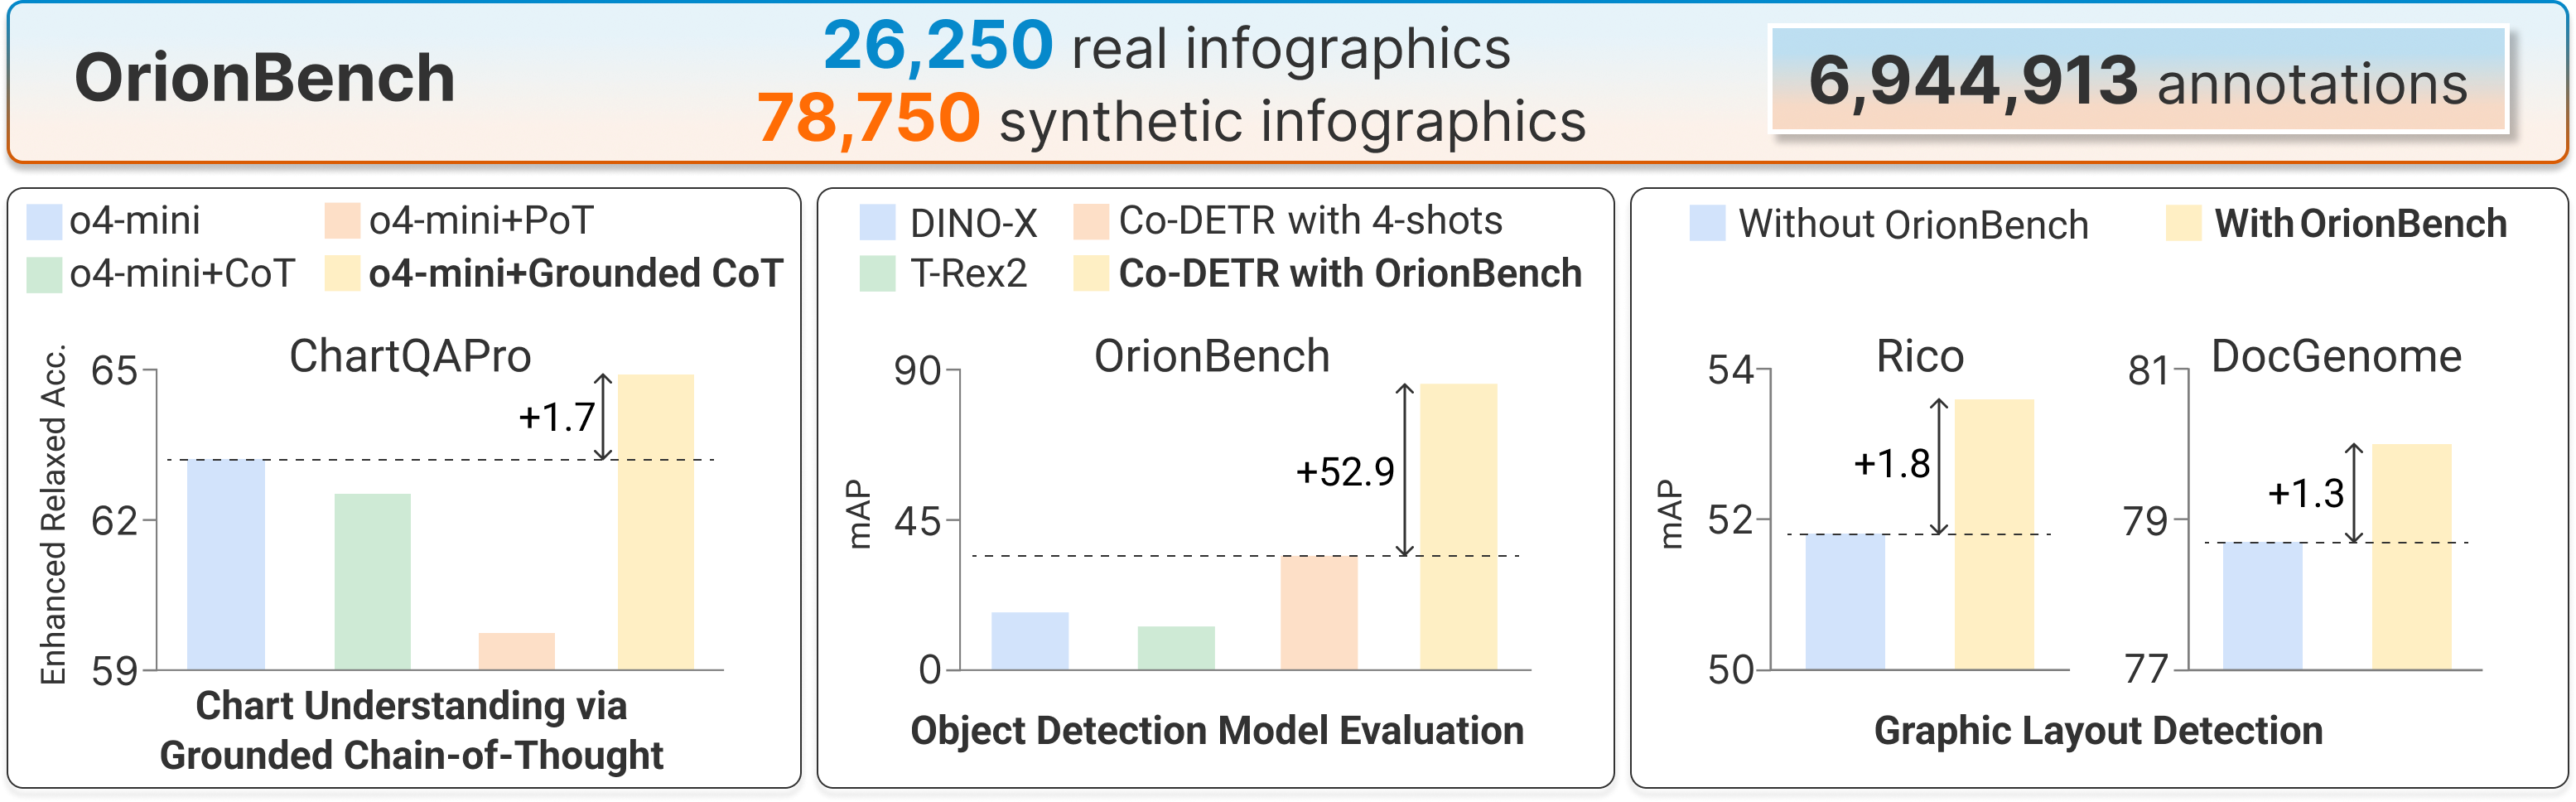 OrionBench
26,250 real infographics
78,750 synthetic infographics
6,944,913 annotations
o4-mini
o4-mini+PoT
o4-mini+CoT
o4-mini+Grounded CoT
ChartQAPro
Enhanced Relaxed Acc.
65
62
59
+1.7
Chart Understanding via
Grounded Chain-of-Thought
DINO-X
Co-DETR with 4-shots
T-Rex2
Co-DETR with OrionBench
OrionBench
mAP
90
45
0
+52.9
Object Detection Model Evaluation
Without OrionBench
With OrionBench
Rico
mAP
54
52
50
+1.8
DocGenome
81
79
77
+1.3
Graphic Layout Detection